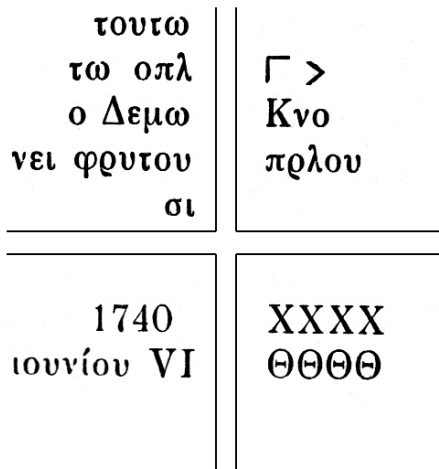 τουτω
τω οπλ
ο Δεμω
νει φρυτου
σι
Γ >
Κνο
πρλου
1740
ιουνίου VI
XXXX
ΘΘΘΘ